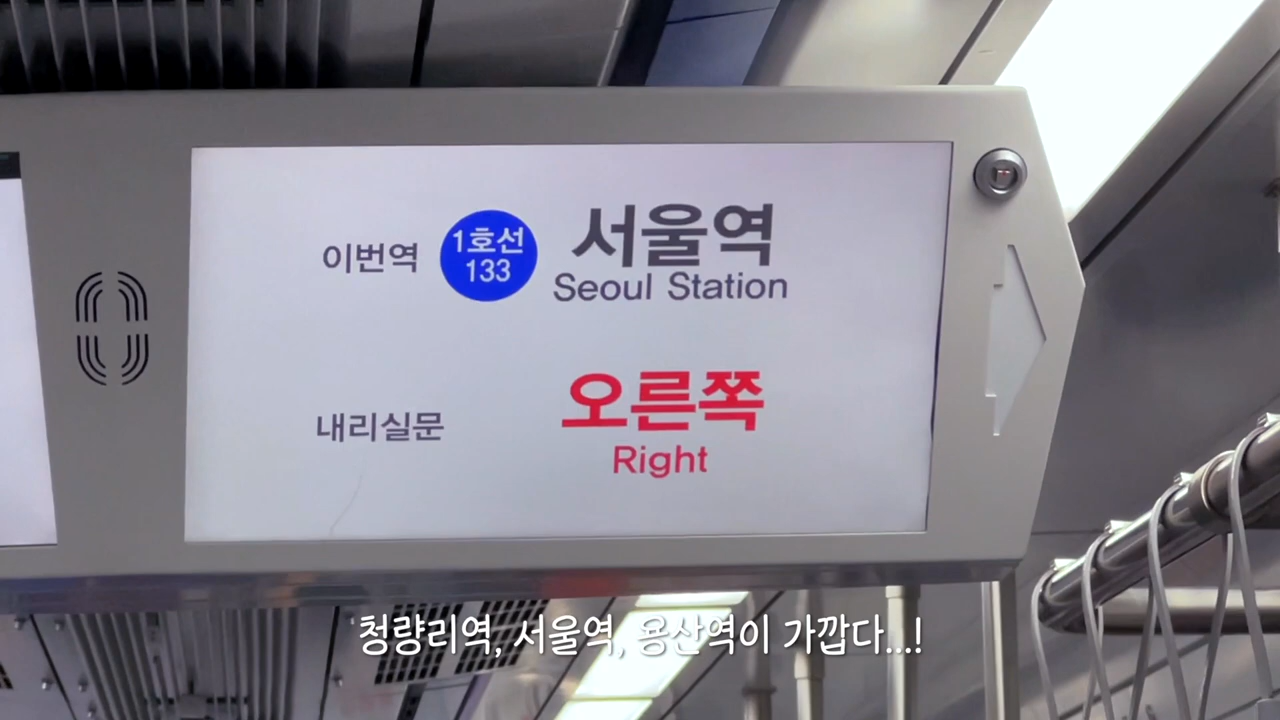 이번역 1호선 133 서울역
Seoul Station
내리실문 오른쪽
Right
청량리역, 서울역, 용산역이 가깝다...!